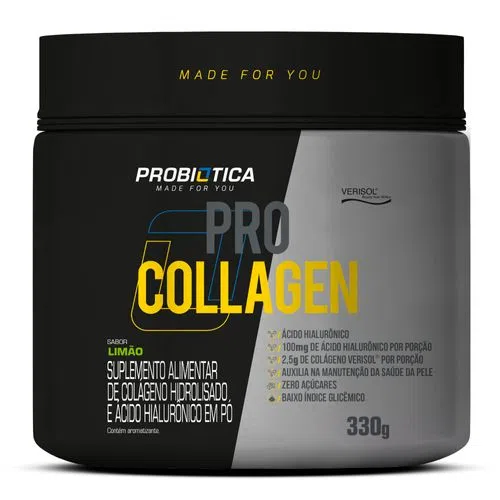 MADE FOR YOU
PROBIÓTICA
MADE FOR YOU
VERISOL®
PRO
COLLAGEN
SABOR
LIMÃO
SUPLEMENTO ALIMENTAR
DE COLÁGENO HIDROLISADO
E ÁCIDO HIALURÔNICO EM PÓ
Contém aromatizante.
ÁCIDO HIALURÔNICO
100mg DE ÁCIDO HIALURÔNICO POR PORÇÃO
2,5g DE COLÁGENO VERISOL® POR PORÇÃO
AUXILIA NA MANUTENÇÃO DA SAÚDE DA PELE
ZERO AÇÚCARES
BAIXO ÍNDICE GLICÊMICO
330g